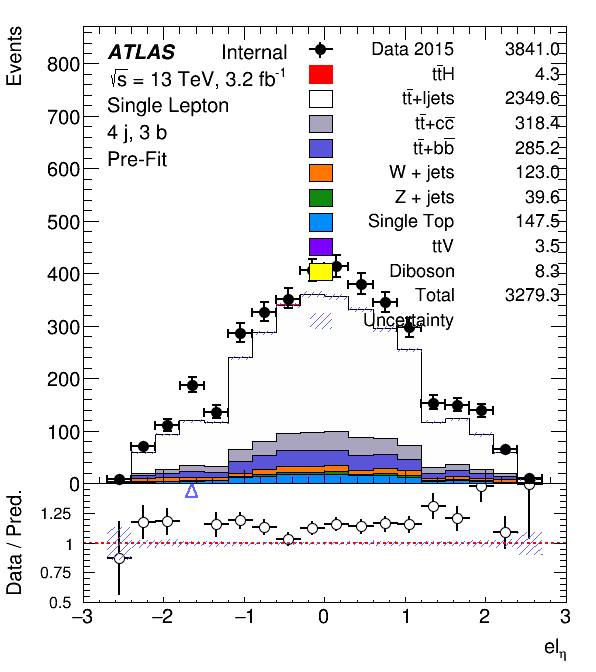 Events
ATLAS Internal
√s = 13 TeV, 3.2 fb⁻¹
Single Lepton
4 j, 3 b
Pre-Fit
Data 2015 3841.0
tt̄H 4.3
tt̄+ljets 2349.6
tt̄+cc̄ 318.4
tt̄+bb̄ 285.2
W + jets 123.0
Z + jets 39.6
Single Top 147.5
ttV 3.5
Diboson 8.3
Total 3279.3
Uncertainty
800
700
600
500
400
300
200
100
0
Data / Pred.
1.25
1
0.75
0.5
−3 −2 −1 0 1 2 3
el_η